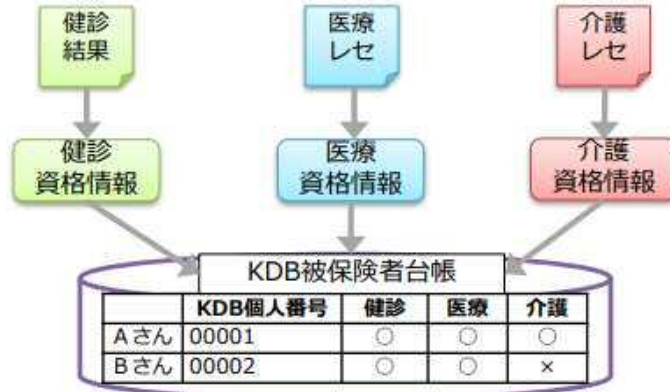 健診
結果
医療
レセ
介護
レセ
健診
資格情報
医療
資格情報
介護
資格情報
KDB被保険者台帳
KDB個人番号 健診 医療 介護
Aさん 00001 ○ ○ ○
Bさん 00002 ○ ○ ×